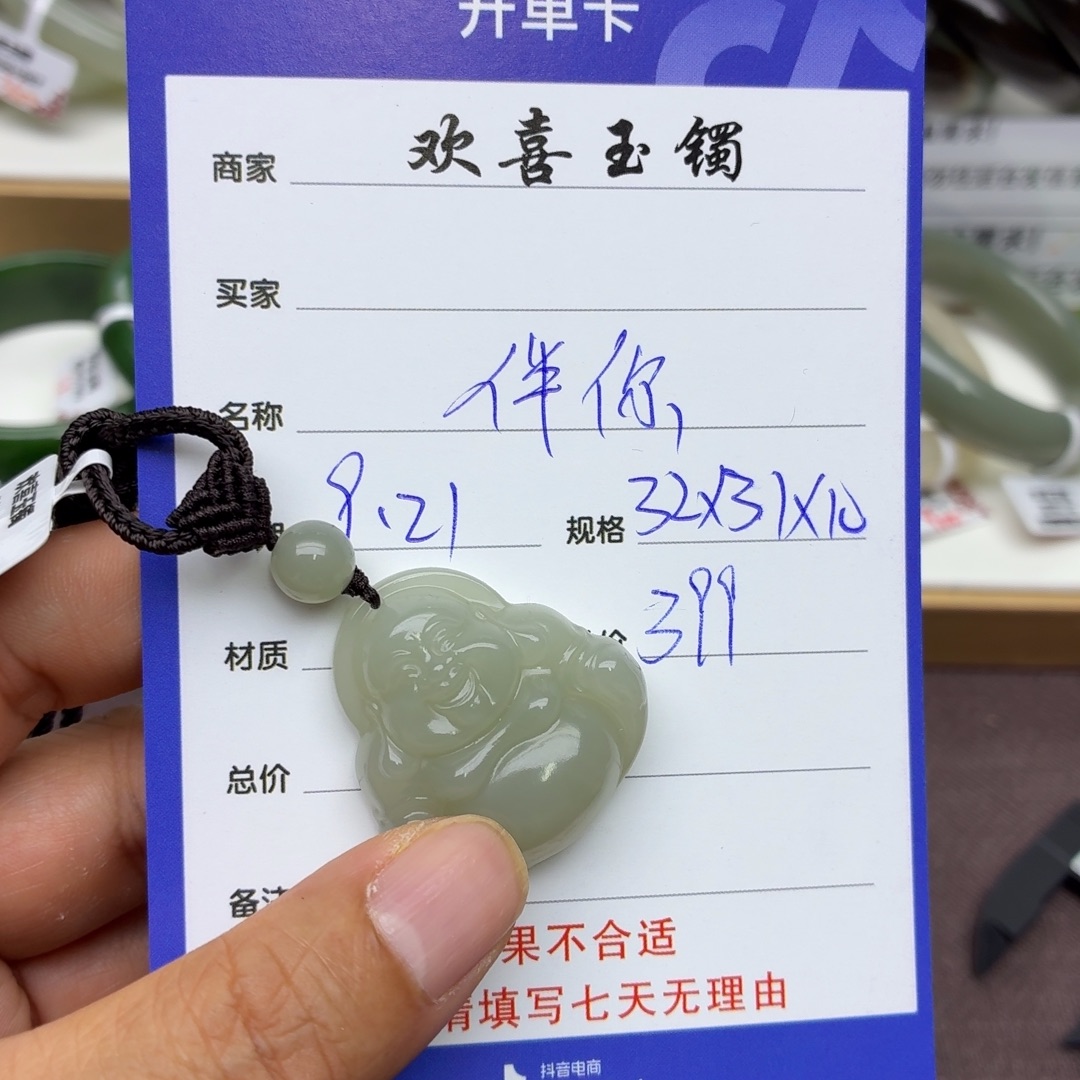 开单卡
商家 欢喜玉镯
买家
名称 伴你
8.21 规格 32x31x10
材质 价 399
总价
备注
果不合适
请填写七天无理由
抖音电商